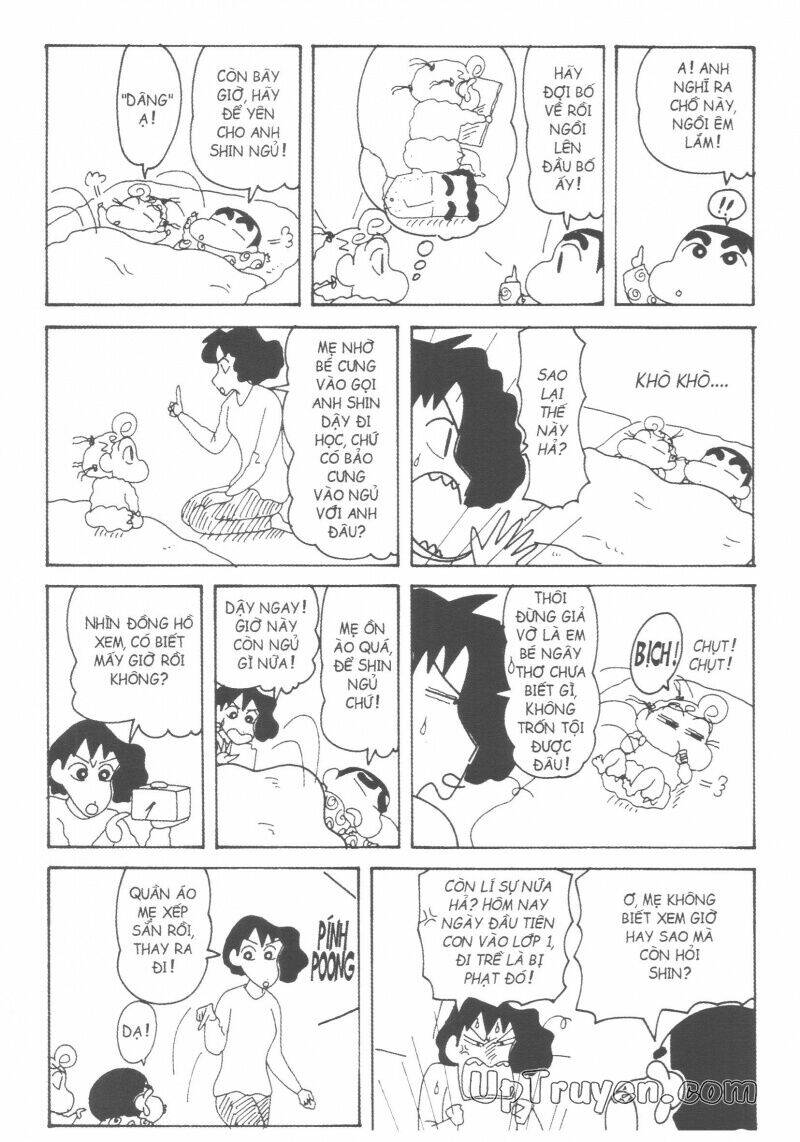 CÒN BÂY
GIỜ, HÃY
ĐỂ YÊN
CHO ANH
SHIN NGỦ!
"DÂNG"
Ạ!
A! ANH
NGHĨ RA
CHỖ NÀY,
NGỒI ÊM
LẮM!
!!
HÃY
ĐỢI BỐ
VỀ RỒI
NGỒI LÊN
ĐẦU BỐ
ẤY!
MẸ NHỜ
BÉ CƯNG
VÀO GỌI
ANH SHIN
DẬY ĐI
HỌC, CHỨ
CÓ BẢO
CƯNG
VÀO NGỦ
VỚI ANH
ĐÂU?
SAO
LẠI
THẾ
NÀY
HẢ?
KHÒ KHÒ....
NHÌN ĐỒNG HỒ
XEM, CÓ BIẾT
MẤY GIỜ RỒI
KHÔNG?
DẬY NGAY!
GIỜ NÀY
CÒN NGỦ
GÌ NỮA!
MẸ ỒN
ÀO QUÁ,
ĐỂ SHIN
NGỦ
CHỨ!
THÔI
ĐỪNG GIẢ
VỜ LÀ EM
BÉ NGÂY
THƠ CHƯA
BIẾT GÌ,
KHÔNG
TRỐN TỘI
ĐƯỢC
ĐÂU!
BỊCH!
CHỤT!
CHỤT!
QUẦN ÁO
MẸ XẾP
SẴN RỒI,
THAY RA
ĐI!
PÍNH
POONG
DẠ!
CÒN LÍ SỰ NỮA
HẢ? HÔM NAY
NGÀY ĐẦU TIÊN
CON VÀO LỚP 1,
ĐI TRỄ LÀ BỊ
PHẠT ĐÓ!
Ơ, MẸ KHÔNG
BIẾT XEM GIỜ
HAY SAO MÀ
CÒN HỎI
SHIN?
UpTruyen.com